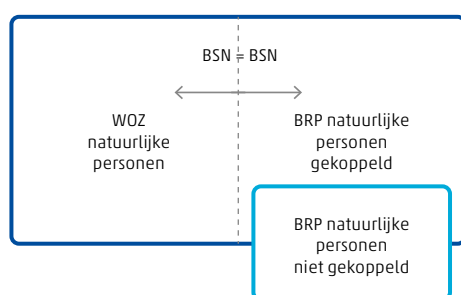 BSN = BSN
WOZ
natuurlijke
personen
BRP natuurlijke
personen
gekoppeld
BRP natuurlijke
personen
niet gekoppeld